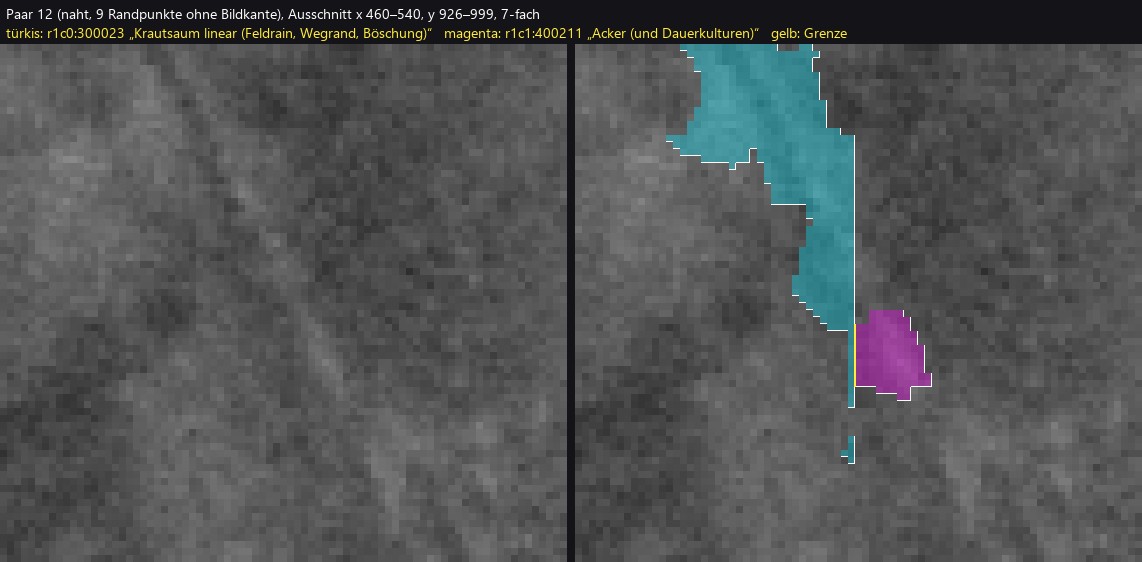 Paar 12 (naht, 9 Randpunkte ohne Bildkante), Ausschnitt x 460–540, y 926–999, 7-fach
türkis: r1c0:300023 „Krautsaum linear (Feldrain, Wegrand, Böschung)“ magenta: r1c1:400211 „Acker (und Dauerkulturen)“ gelb: Grenze